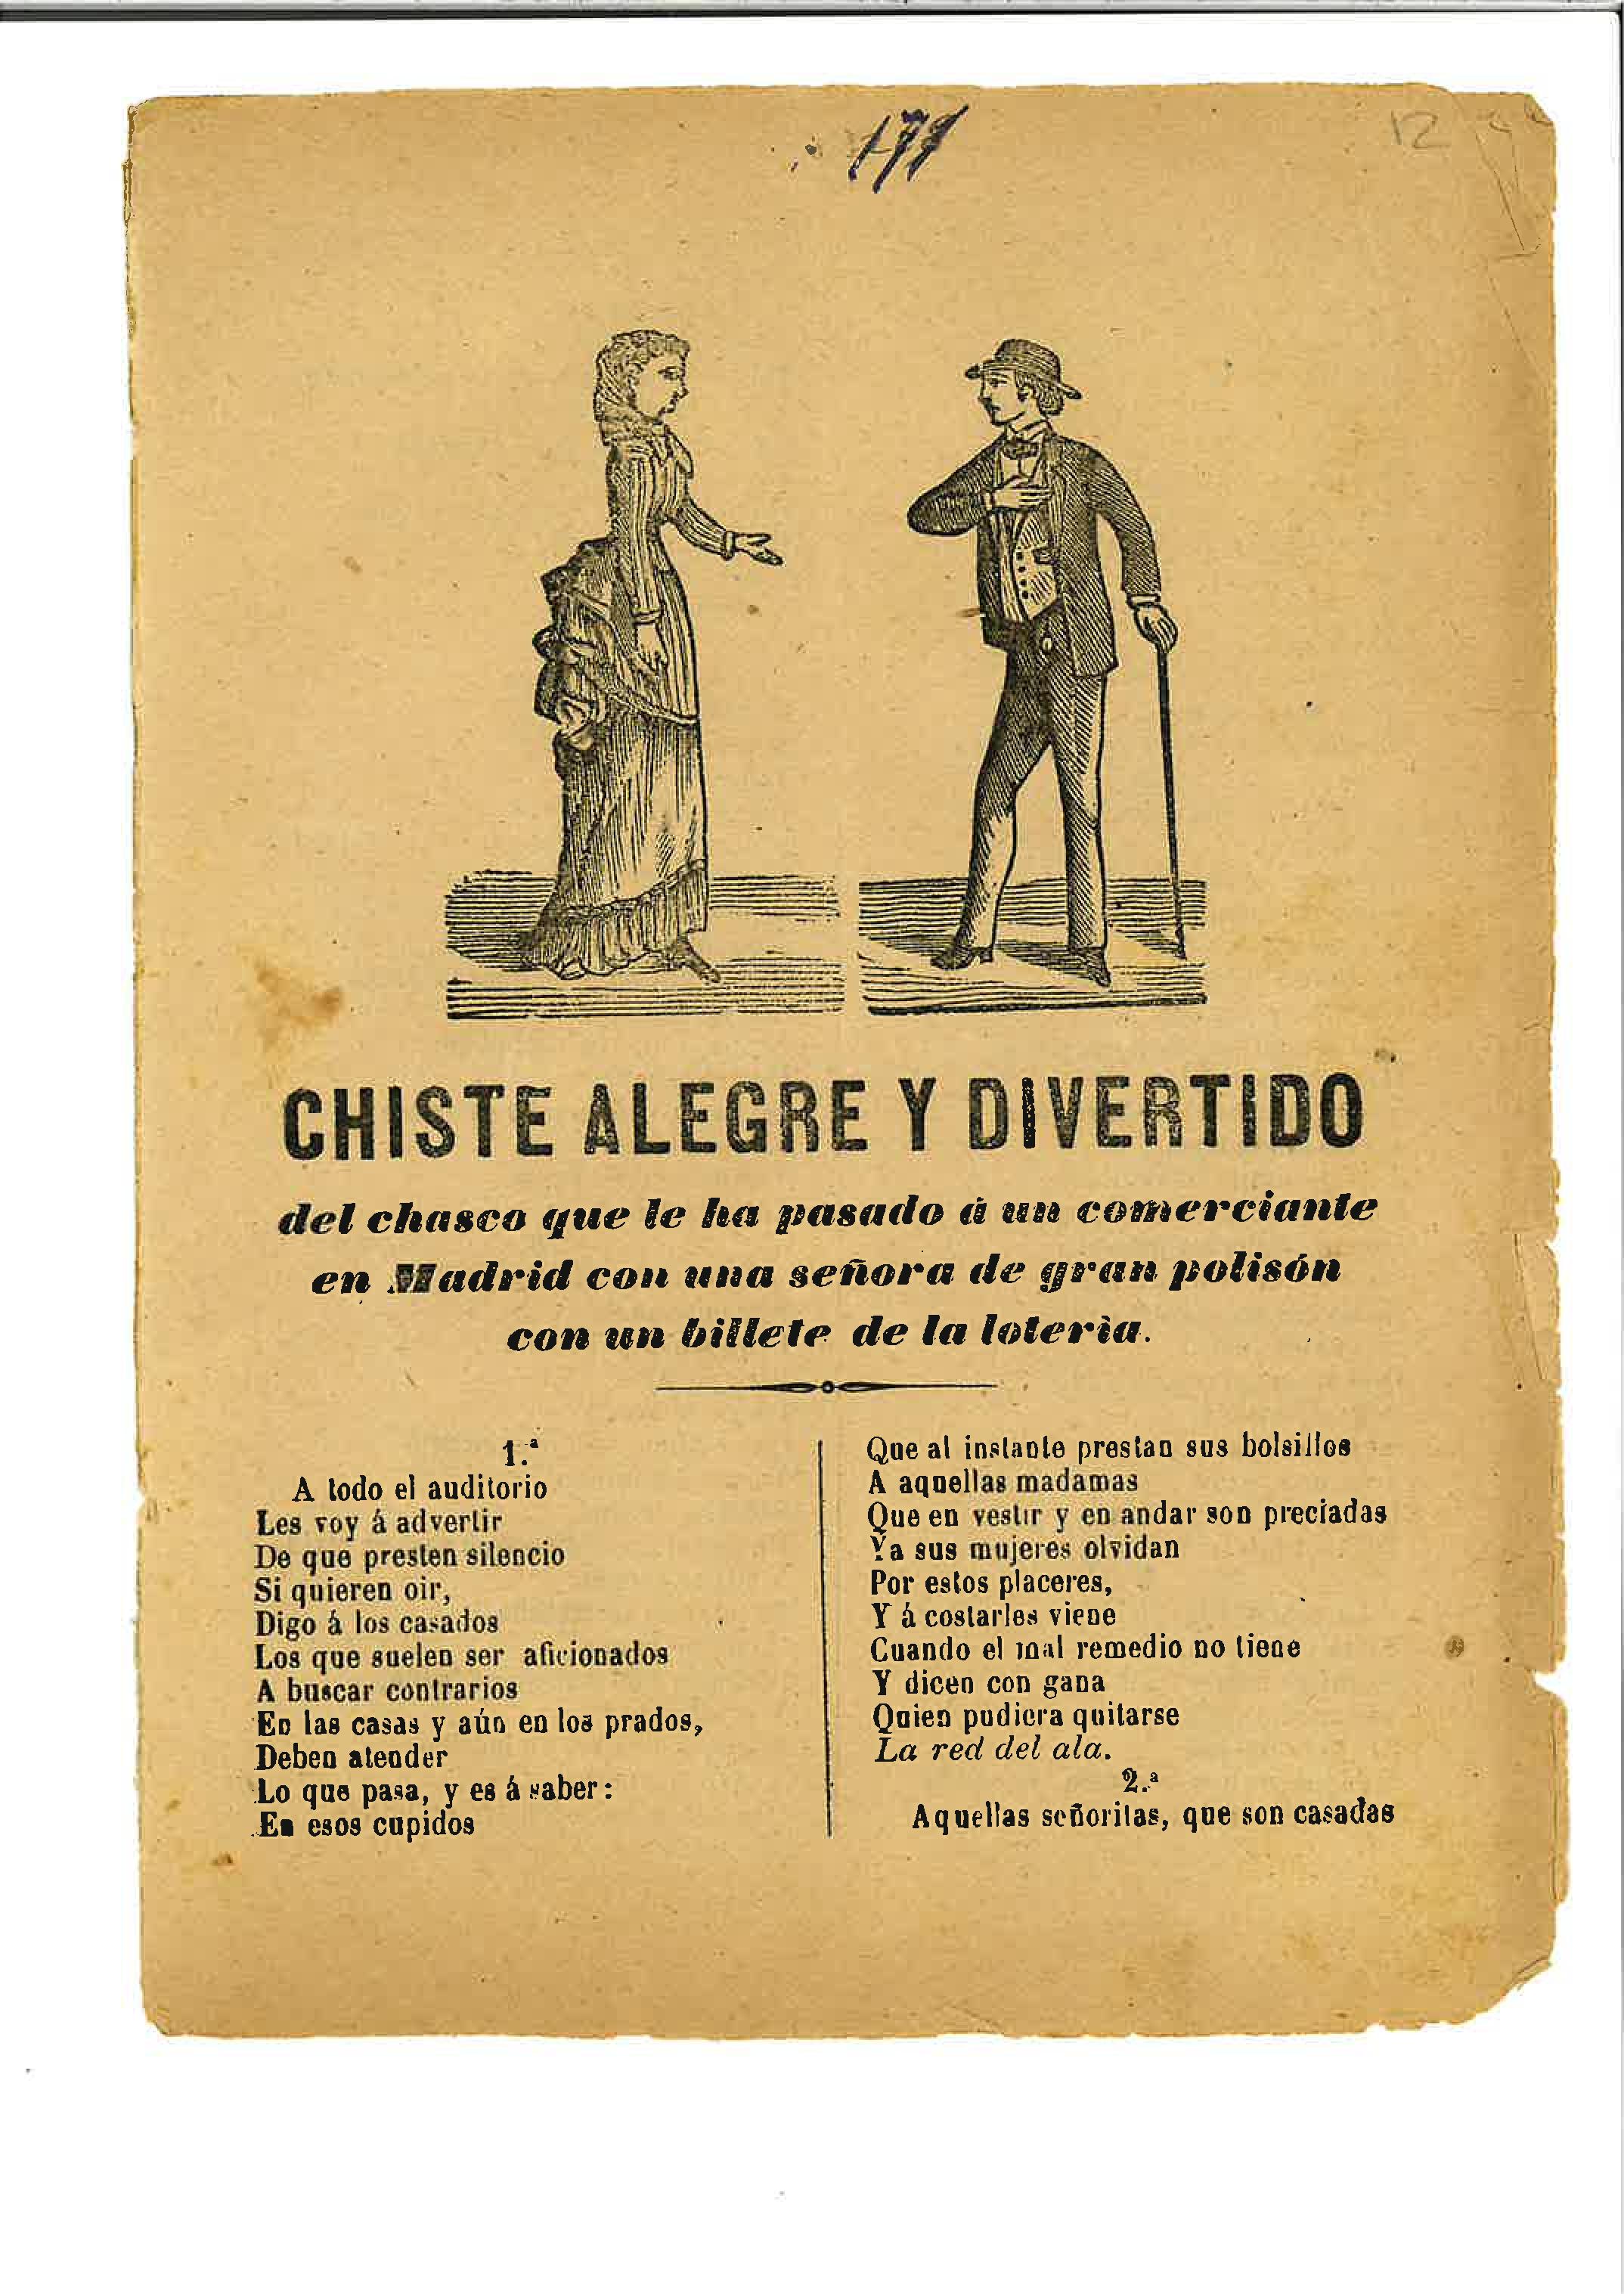 177
12
CHISTE ALEGRE Y DIVERTIDO
del chasco que le ha pasado á un comerciante
en Madrid con una señora de gran polisón
con un billete de la loterìa.
1.ª
A todo el auditorio
Les voy á advertir
De que presten silencio
Si quieren oir,
Digo á los casados
Los que suelen ser aficionados
A buscar contrarios
En las casas y aún en los prados,
Deben atender
Lo que pasa, y es á saber:
En esos cupidos
Que al instante prestan sus bolsillos
A aquellas madamas
Que en vestir y en andar son preciadas
Ya sus mujeres olvidan
Por estos placeres,
Y á costarles viene
Cuando el mal remedio no tiene
Y dicen con gana
Quien pudiera quitarse
La red del ala.
2.ª
Aquellas señoritas, que son casadas